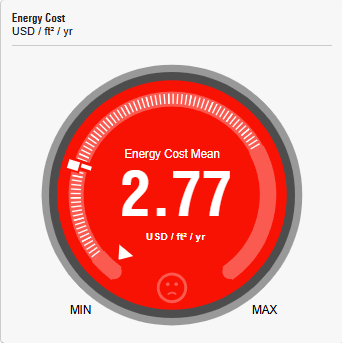 Energy Cost
USD / ft² / yr
Energy Cost Mean
2.77
USD / ft² / yr
MIN
MAX